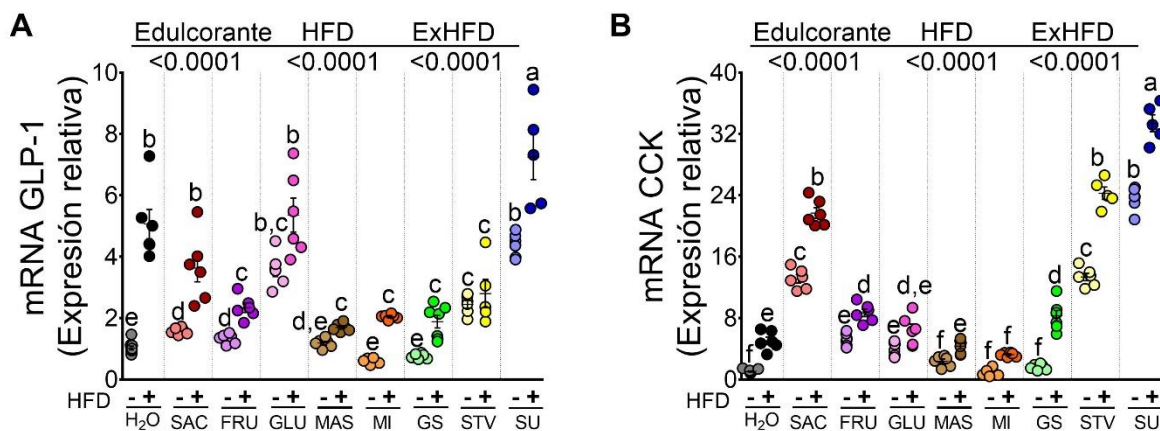 A
Edulcorante HFD ExHFD
<0.0001 <0.0001 <0.0001
mRNA GLP-1
(Expresión relativa)
10
8
6
4
2
0
e b d b d c b,c b d,e c e c e c c c b a
HFD - + - + - + - + - + - + - + - + - +
H2O SAC FRU GLU MAS MI GS STV SU
B
Edulcorante HFD ExHFD
<0.0001 <0.0001 <0.0001
mRNA CCK
(Expresión relativa)
40
32
24
16
8
0
f e c b e d e d,e f e f f f d c b b a
HFD - + - + - + - + - + - + - + - + - +
H2O SAC FRU GLU MAS MI GS STV SU